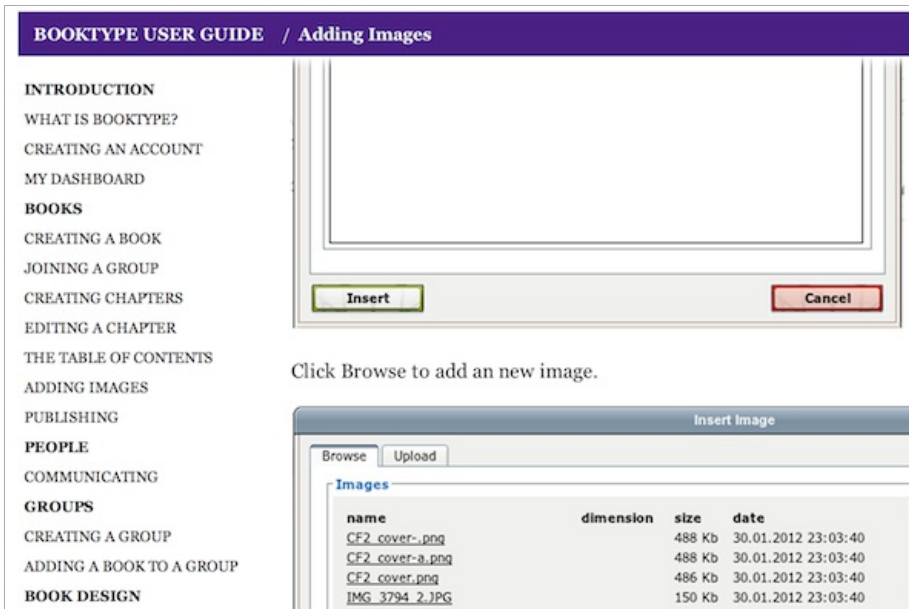 BOOKTYPE USER GUIDE / Adding Images
INTRODUCTION
WHAT IS BOOKTYPE?
CREATING AN ACCOUNT
MY DASHBOARD
BOOKS
CREATING A BOOK
JOINING A GROUP
CREATING CHAPTERS
EDITING A CHAPTER
THE TABLE OF CONTENTS
ADDING IMAGES
PUBLISHING
PEOPLE
COMMUNICATING
GROUPS
CREATING A GROUP
ADDING A BOOK TO A GROUP
BOOK DESIGN
Insert Cancel
Click Browse to add an new image.
Insert Image
Browse Upload
Images
name dimension size date
CF2_cover-.png 488 Kb 30.01.2012 23:03:40
CF2_cover-a.png 488 Kb 30.01.2012 23:03:40
CF2_cover.png 486 Kb 30.01.2012 23:03:40
IMG_3794_2.JPG 150 Kb 30.01.2012 23:03:40